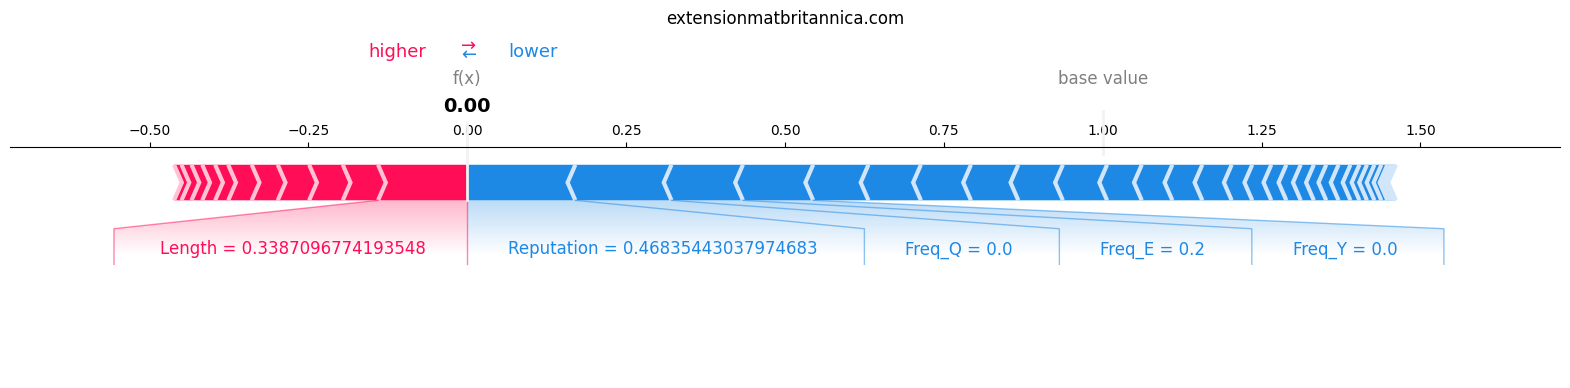 extensionmatbritannica.com
higher → ← lower
f(x) base value
0.00
−0.50 −0.25 0.00 0.25 0.50 0.75 1.00 1.25 1.50
Length = 0.3387096774193548 Reputation = 0.46835443037974683 Freq_Q = 0.0 Freq_E = 0.2 Freq_Y = 0.0